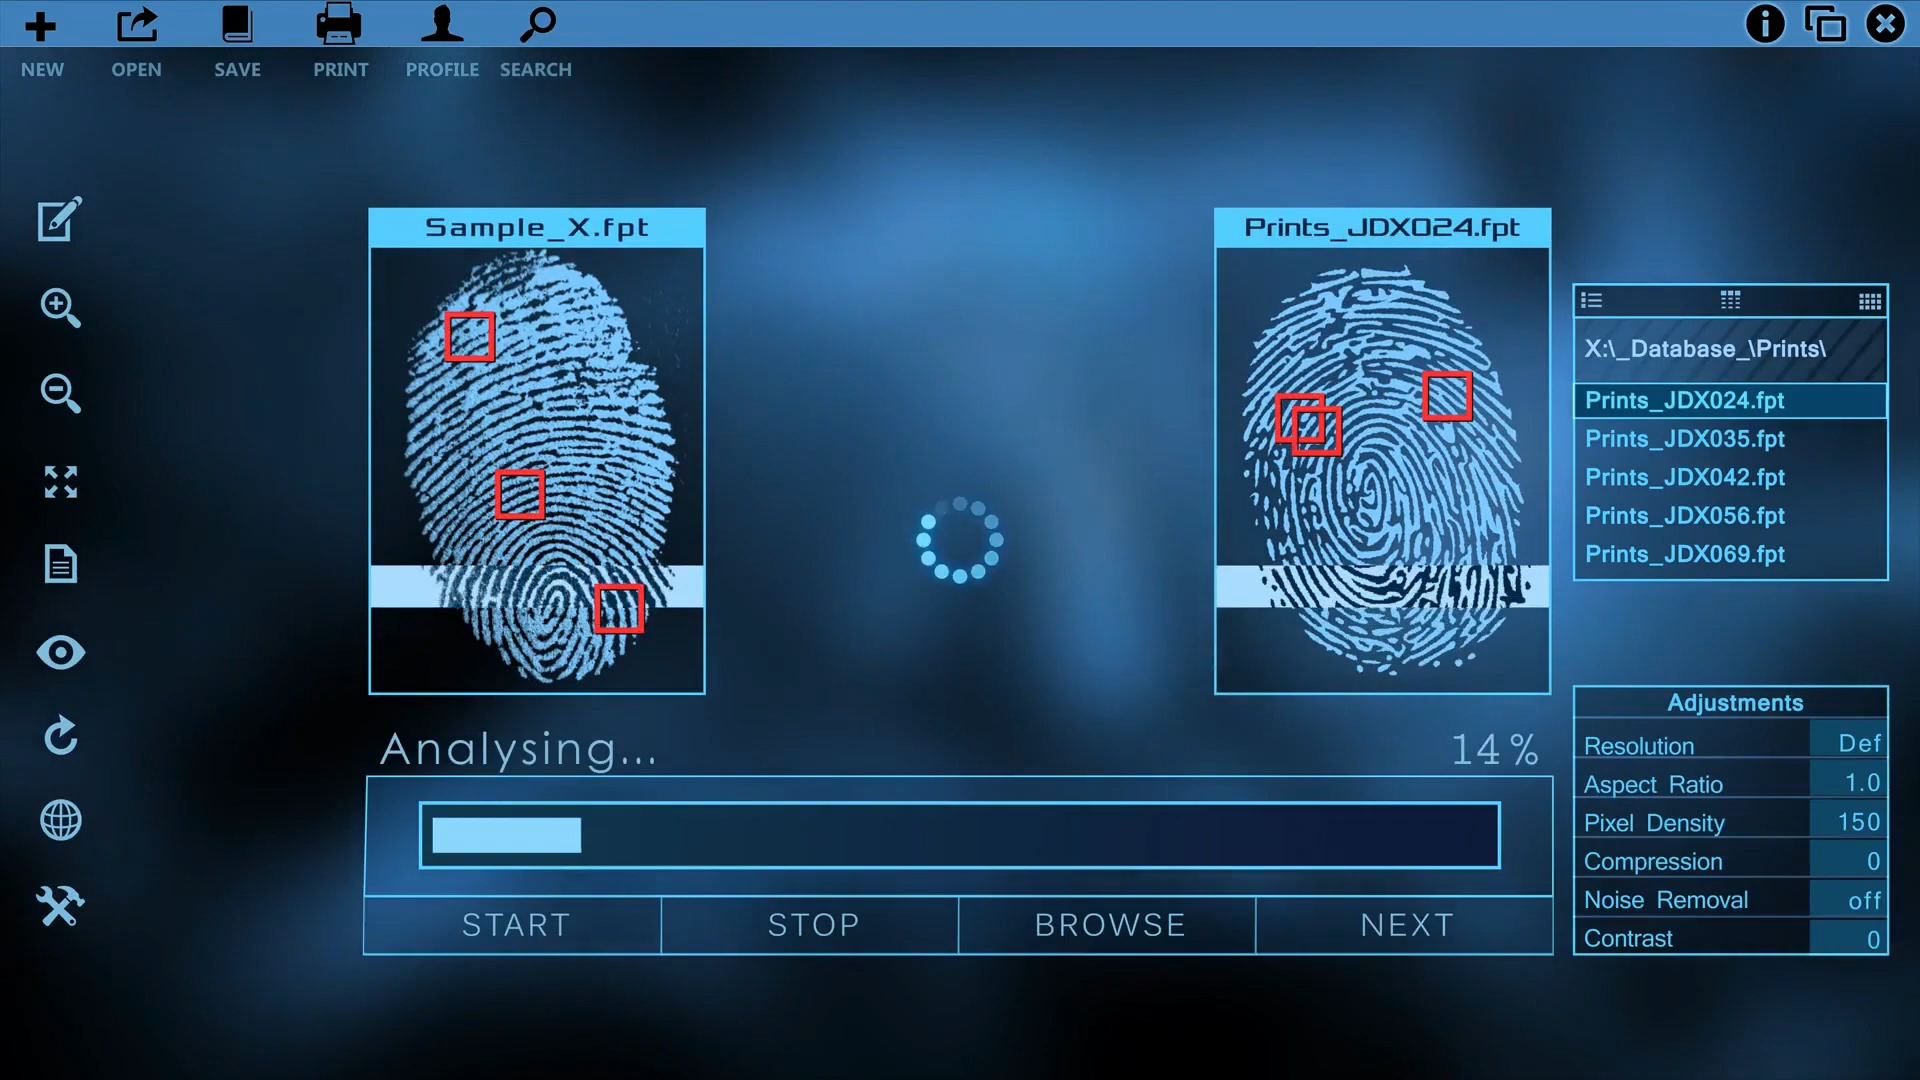 NEW OPEN SAVE PRINT PROFILE SEARCH
Sample_X.fpt
Prints_JDX024.fpt
X:\_Database_\Prints\
Prints_JDX024.fpt
Prints_JDX035.fpt
Prints_JDX042.fpt
Prints_JDX056.fpt
Prints_JDX069.fpt
Analysing...
14%
START STOP BROWSE NEXT
Adjustments
Resolution Def
Aspect Ratio 1.0
Pixel Density 150
Compression 0
Noise Removal off
Contrast 0